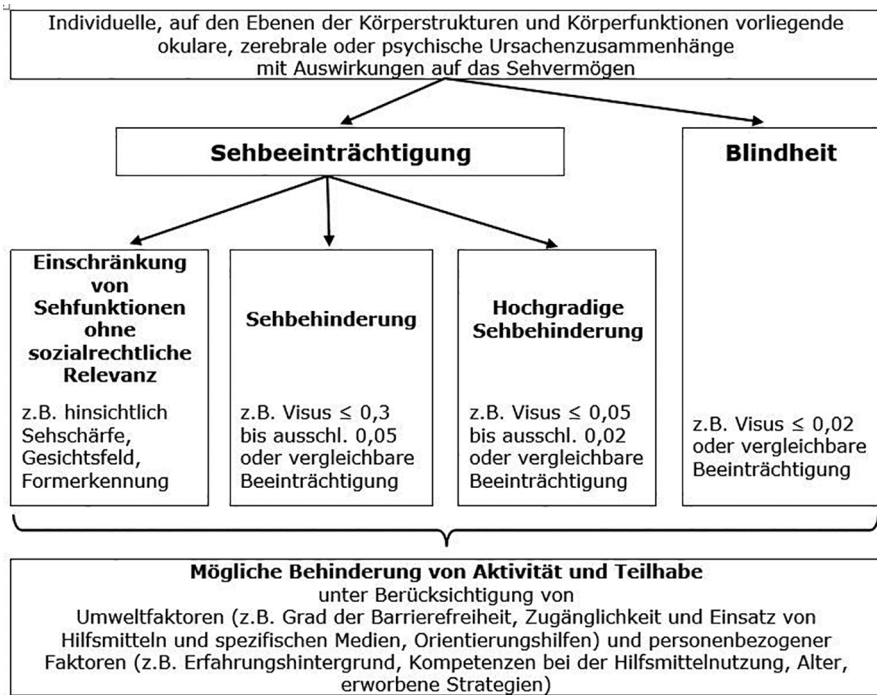 Individuelle, auf den Ebenen der Körperstrukturen und Körperfunktionen vorliegende
okulare, zerebrale oder psychische Ursachenzusammenhänge
mit Auswirkungen auf das Sehvermögen
Sehbeeinträchtigung
Blindheit
Einschränkung
von
Sehfunktionen
ohne
sozialrechtliche
Relevanz
z.B. hinsichtlich
Sehschärfe,
Gesichtsfeld,
Formerkennung
Sehbehinderung
z.B. Visus ≤ 0,3
bis ausschl. 0,05
oder vergleichbare
Beeinträchtigung
Hochgradige
Sehbehinderung
z.B. Visus ≤ 0,05
bis ausschl. 0,02
oder vergleichbare
Beeinträchtigung
z.B. Visus ≤ 0,02
oder vergleichbare
Beeinträchtigung
Mögliche Behinderung von Aktivität und Teilhabe
unter Berücksichtigung von
Umweltfaktoren (z.B. Grad der Barrierefreiheit, Zugänglichkeit und Einsatz von
Hilfsmitteln und spezifischen Medien, Orientierungshilfen) und personenbezogener
Faktoren (z.B. Erfahrungshintergrund, Kompetenzen bei der Hilfsmittelnutzung, Alter,
erworbene Strategien)